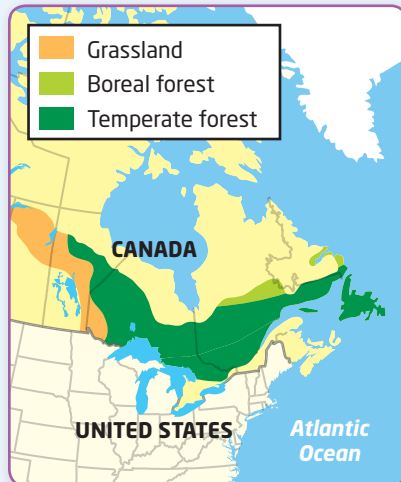 Grassland
Boreal forest
Temperate forest
CANADA
UNITED STATES
Atlantic
Ocean